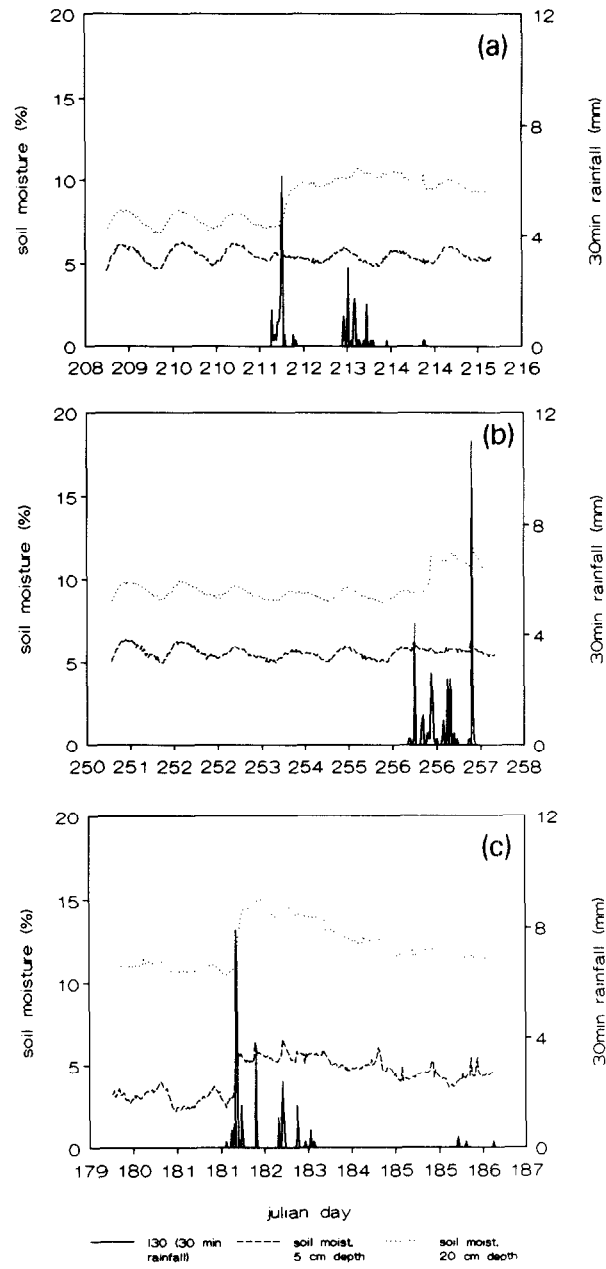 (a)
20
15
10
5
0
soil moisture (%)
12
8
4
0
30min rainfall (mm)
208 209 210 210 211 212 213 214 214 215 216
(b)
20
15
10
5
0
soil moisture (%)
12
8
4
0
30min rainfall (mm)
250 251 252 252 253 254 255 256 256 257 258
(c)
20
15
10
5
0
soil moisture (%)
12
8
4
0
30min rainfall (mm)
179 180 181 181 182 183 184 185 185 186 187
julian day
I30 (30 min
rainfall)
soil moist.
5 cm depth
soil moist.
20 cm depth